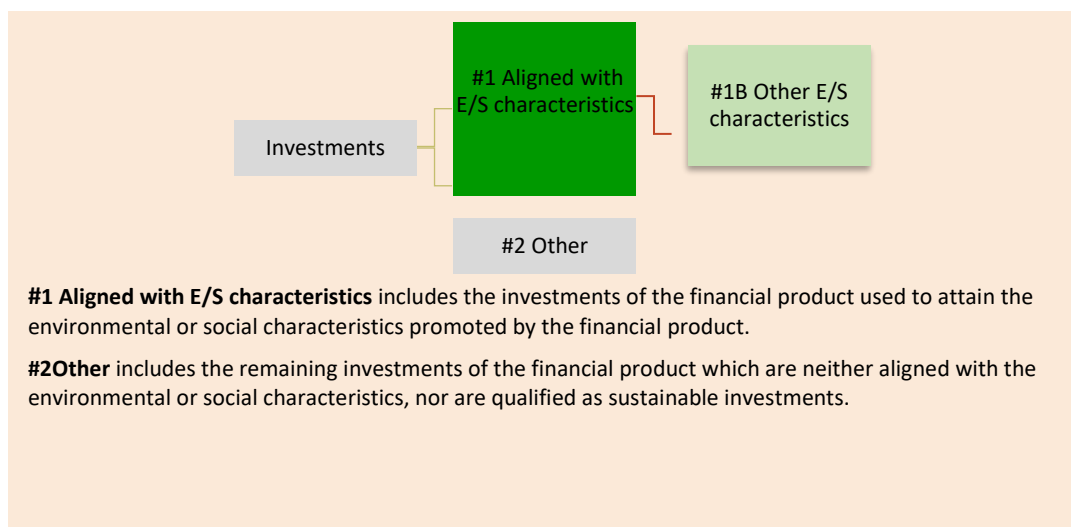 #1 Aligned with
E/S characteristics
#1B Other E/S
characteristics
Investments
#2 Other
#1 Aligned with E/S characteristics includes the investments of the financial product used to attain the
environmental or social characteristics promoted by the financial product.
#2Other includes the remaining investments of the financial product which are neither aligned with the
environmental or social characteristics, nor are qualified as sustainable investments.